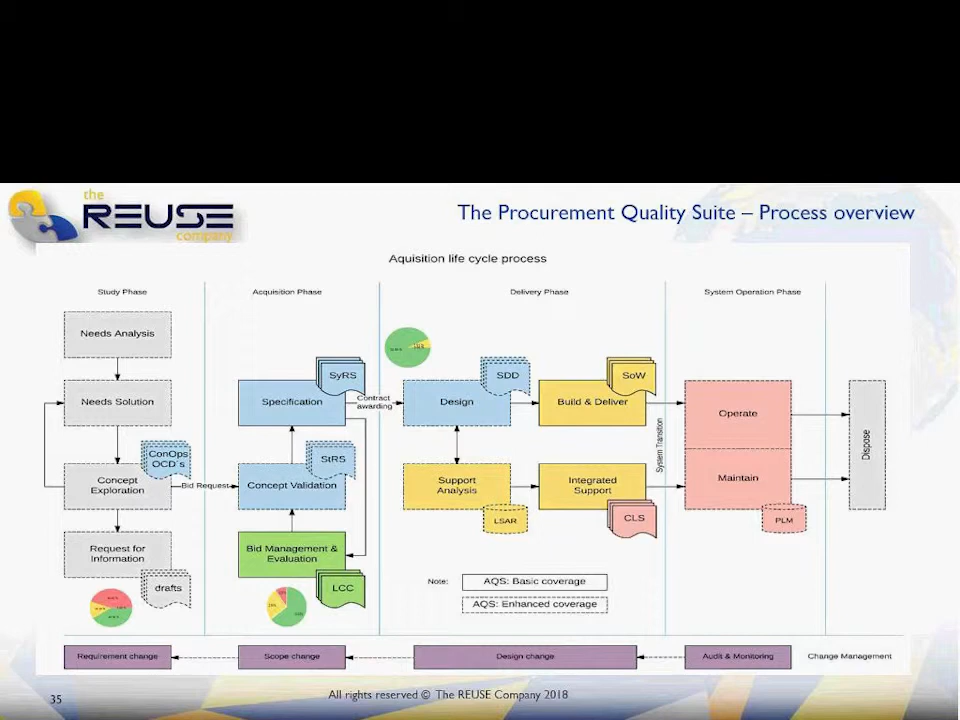 the
REUSE
company
The Procurement Quality Suite – Process overview
Aquisition life cycle process
Study Phase
Acquisition Phase
Delivery Phase
System Operation Phase
Needs Analysis
Needs Solution
ConOps
OCD`s
Concept
Exploration
Bid Request
Request for
Information
drafts
SyRS
Specification
Contract
awarding
StRS
Concept Validation
Bid Management &
Evaluation
LCC
SDD
Design
SoW
Build & Deliver
Support
Analysis
LSAR
Integrated
Support
CLS
System Transition
Operate
Maintain
PLM
Dispose
Note:
AQS: Basic coverage
AQS: Enhanced coverage
Requirement change
Scope change
Design change
Audit & Monitoring
Change Management
35
All rights reserved © The REUSE Company 2018